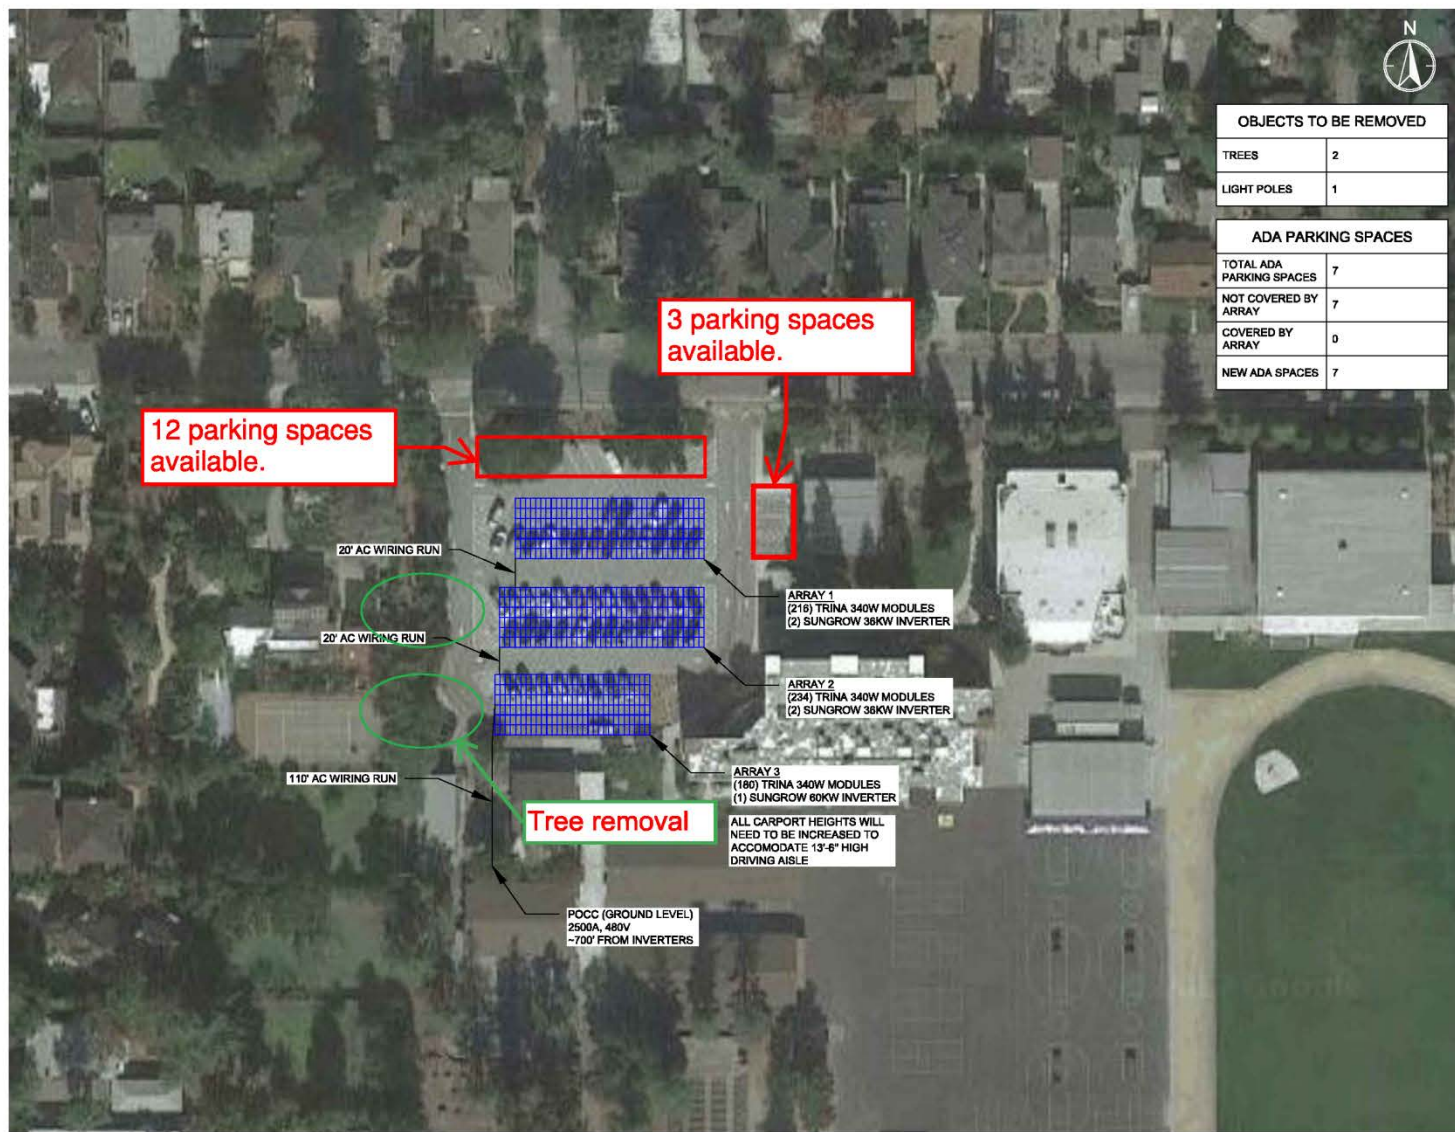 N
OBJECTS TO BE REMOVED
TREES 2
LIGHT POLES 1
ADA PARKING SPACES
TOTAL ADA
PARKING SPACES 7
NOT COVERED BY
ARRAY 7
COVERED BY
ARRAY 0
NEW ADA SPACES 7
3 parking spaces
available.
12 parking spaces
available.
20' AC WIRING RUN
ARRAY 1
(216) TRINA 340W MODULES
(2) SUNGROW 36KW INVERTER
20' AC WIRING RUN
ARRAY 2
(234) TRINA 340W MODULES
(2) SUNGROW 36KW INVERTER
110' AC WIRING RUN
ARRAY 3
(180) TRINA 340W MODULES
(1) SUNGROW 60KW INVERTER
Tree removal
ALL CARPORT HEIGHTS WILL
NEED TO BE INCREASED TO
ACCOMODATE 13'-6" HIGH
DRIVING AISLE
POCC (GROUND LEVEL)
2500A, 480V
~700' FROM INVERTERS